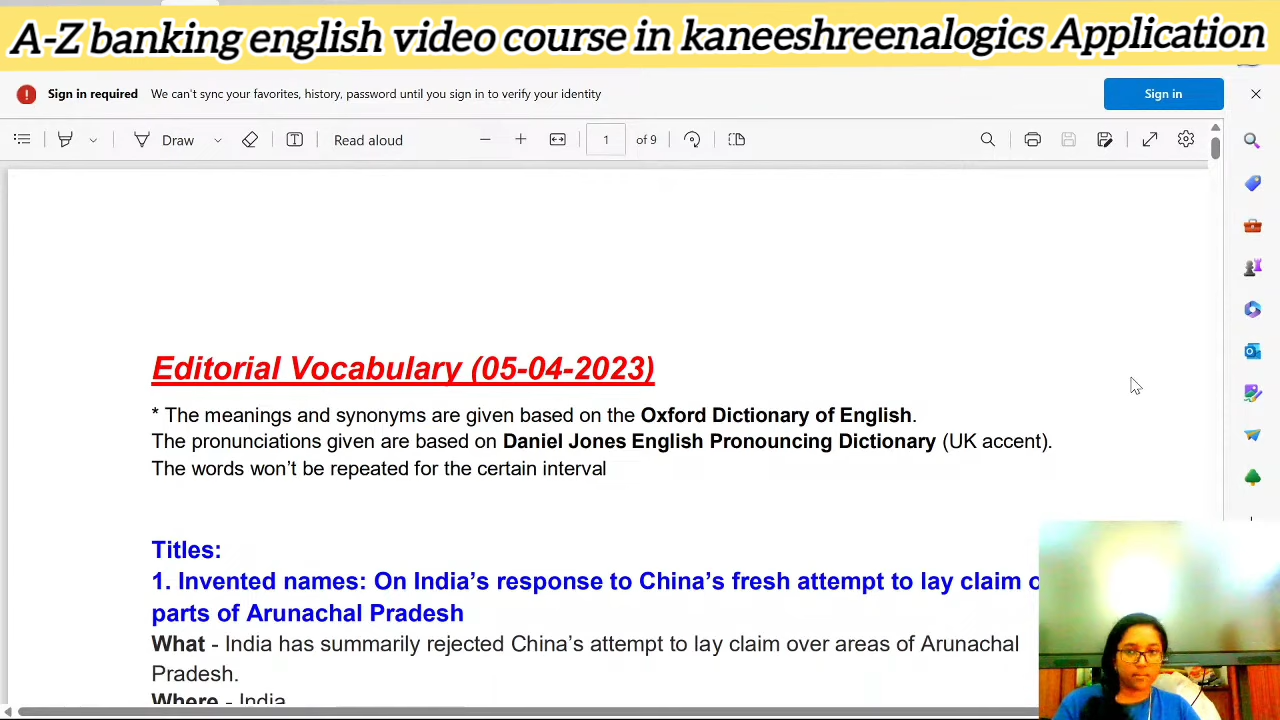 A-Z banking english video course in kaneeshreenalogics Application
Sign in required We can't sync your favorites, history, password until you sign in to verify your identity
Sign in
Draw
Read aloud
1 of 9
Editorial Vocabulary (05-04-2023)
* The meanings and synonyms are given based on the Oxford Dictionary of English.
The pronunciations given are based on Daniel Jones English Pronouncing Dictionary (UK accent).
The words won't be repeated for the certain interval
Titles:
1. Invented names: On India's response to China's fresh attempt to lay claim
parts of Arunachal Pradesh
What - India has summarily rejected China's attempt to lay claim over areas of Arunachal
Pradesh.
Where - India